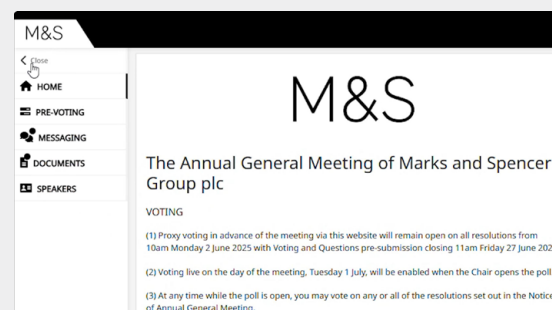 M&S
Close
HOME
PRE-VOTING
MESSAGING
DOCUMENTS
SPEAKERS
M&S
The Annual General Meeting of Marks and Spencer
Group plc
VOTING
(1) Proxy voting in advance of the meeting via this website will remain open on all resolutions from
10am Monday 2 June 2025 with Voting and Questions pre-submission closing 11am Friday 27 June 202
(2) Voting live on the day of the meeting, Tuesday 1 July, will be enabled when the Chair opens the poll
(3) At any time while the poll is open, you may vote on any or all of the resolutions set out in the Notice
of Annual General Meeting.